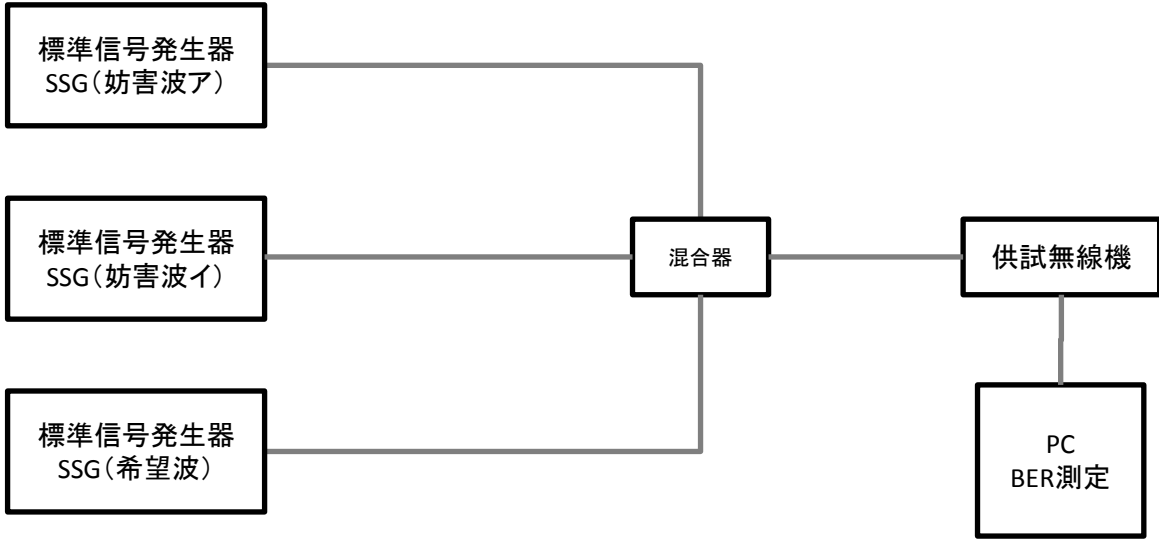 標準信号発生器
SSG(妨害波ア)
標準信号発生器
SSG(妨害波イ)
混合器
供試無線機
標準信号発生器
SSG(希望波)
PC
BER測定